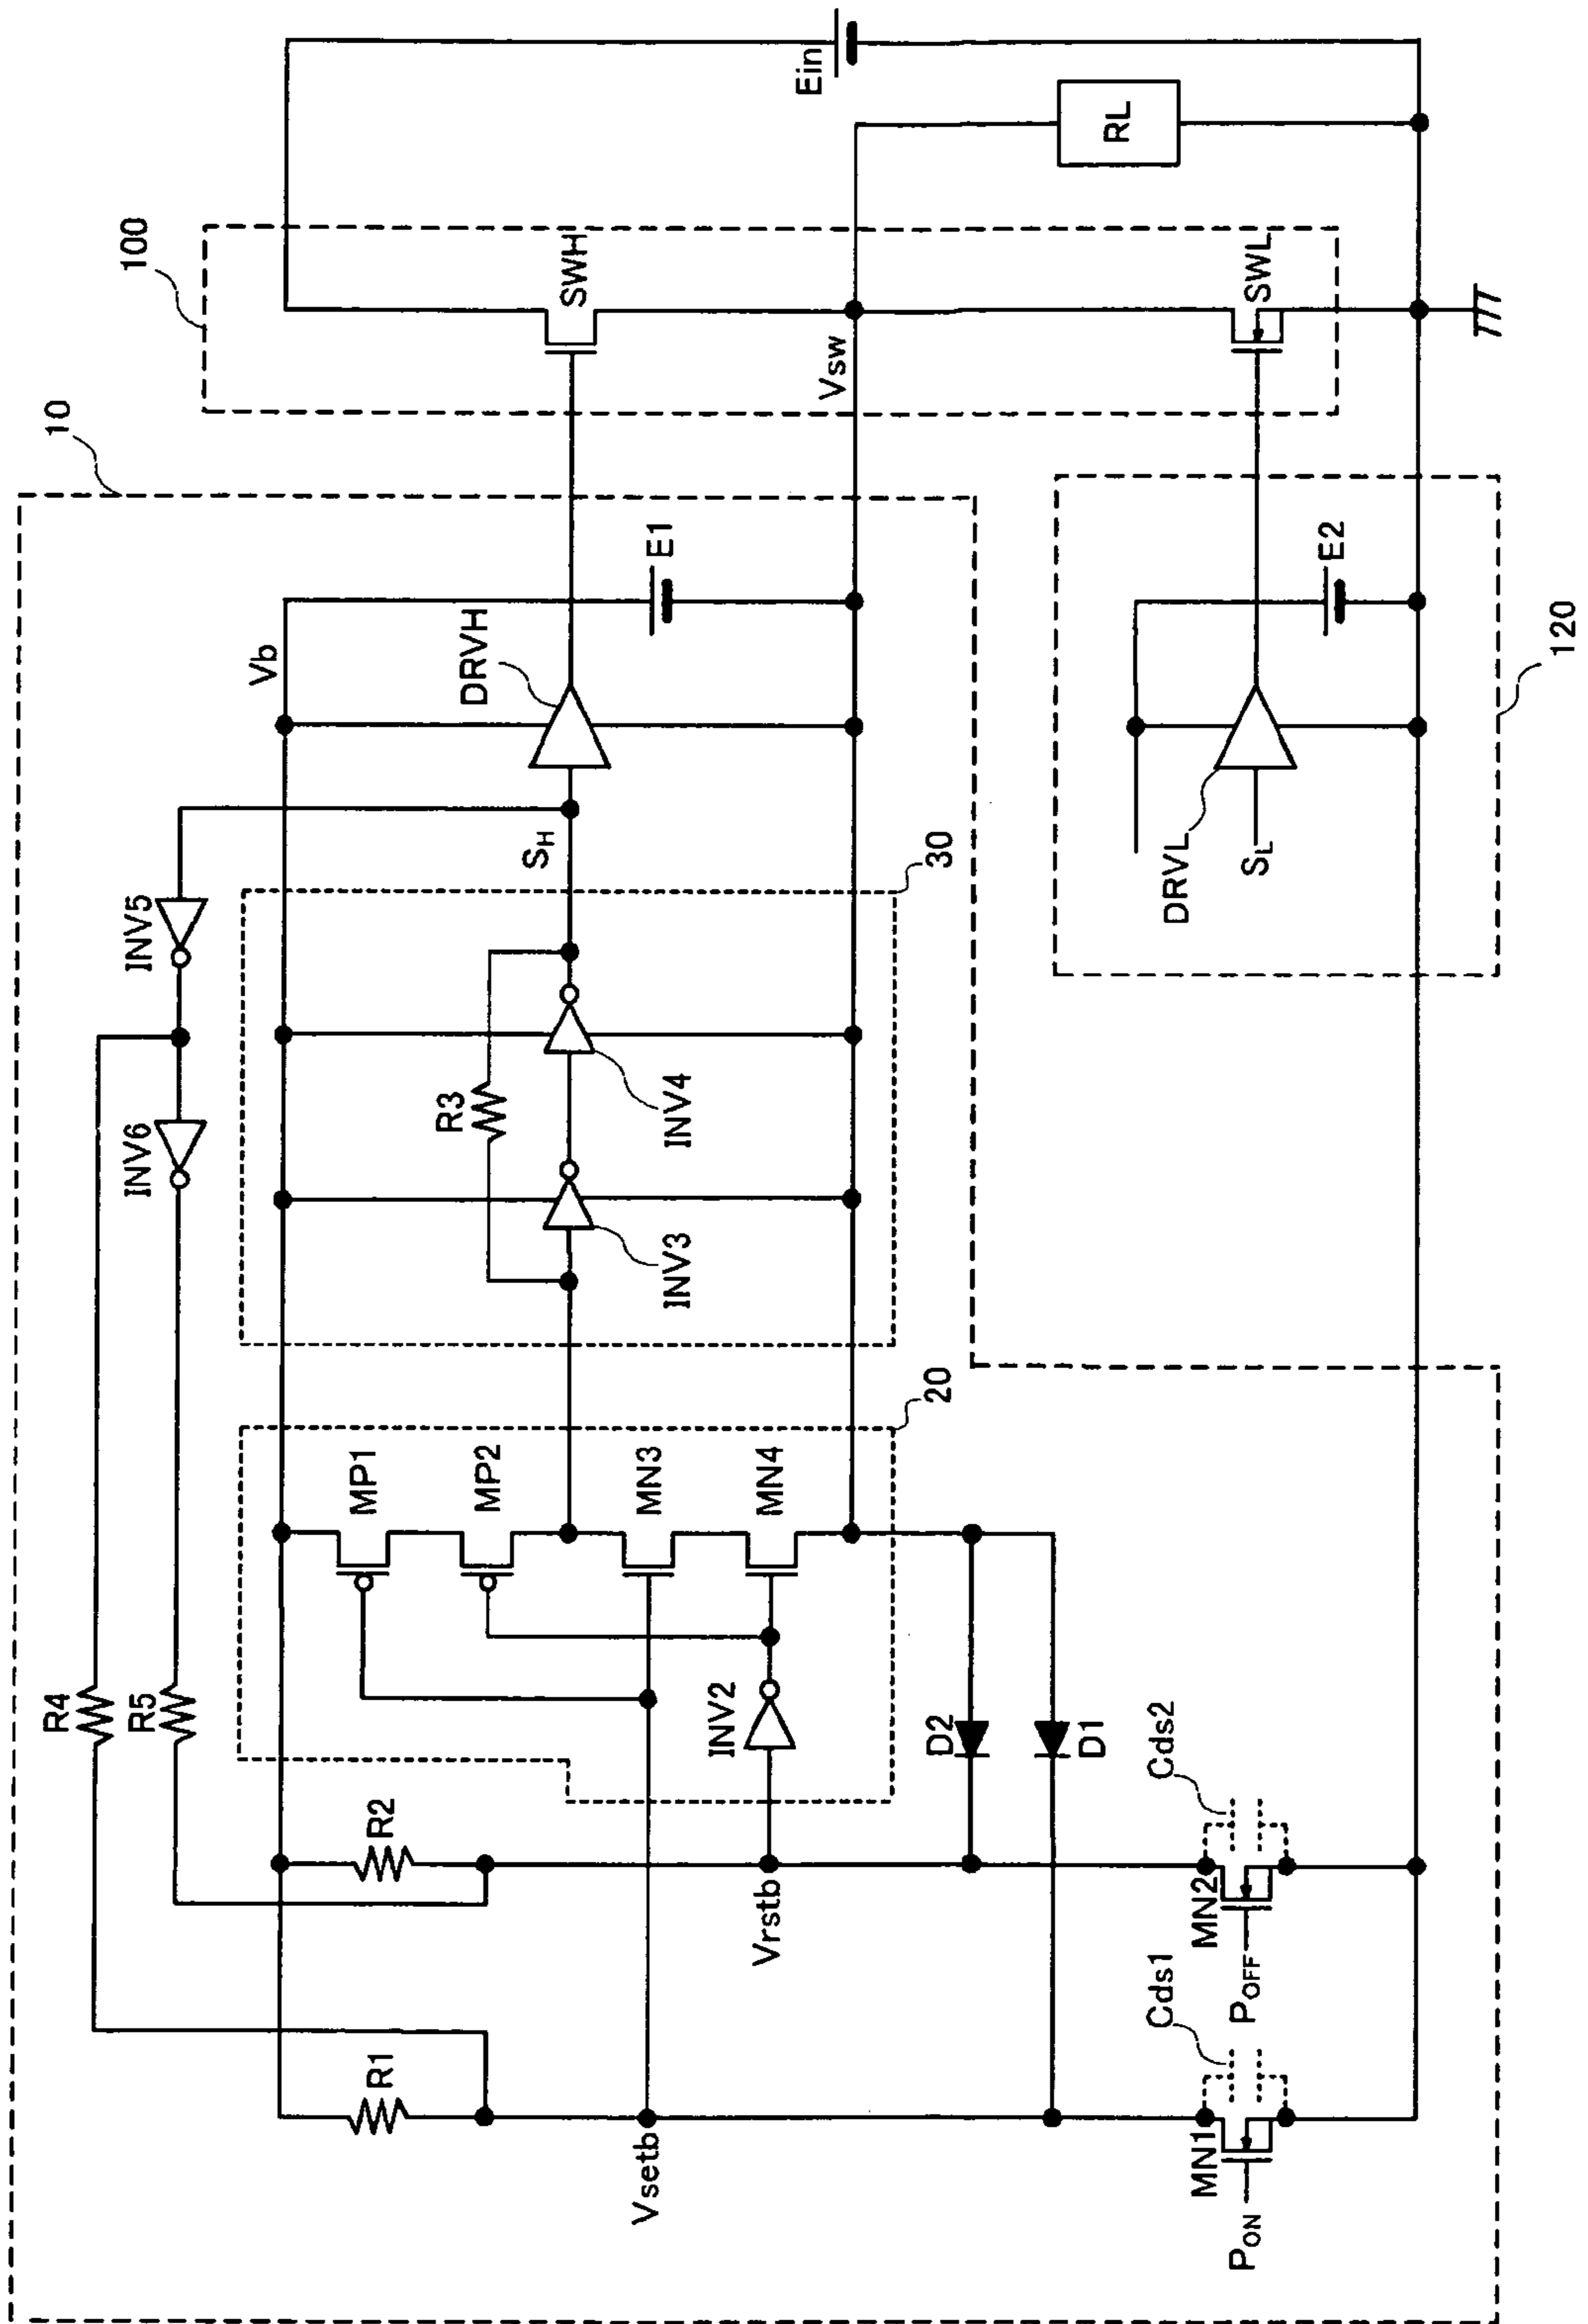 10
100
R4
R5
INV6
INV5
Vb
DRVH
E1
SWH
Ein
R1
R2
MP1
MP2
MN3
MN4
R3
INV3
INV4
SH
Vsw
Vsetb
Vrstb
INV2
20
30
RL
D2
D1
Cds1
Cds2
MN1
MN2
PON
POFF
DRVL
SL
E2
SWL
120